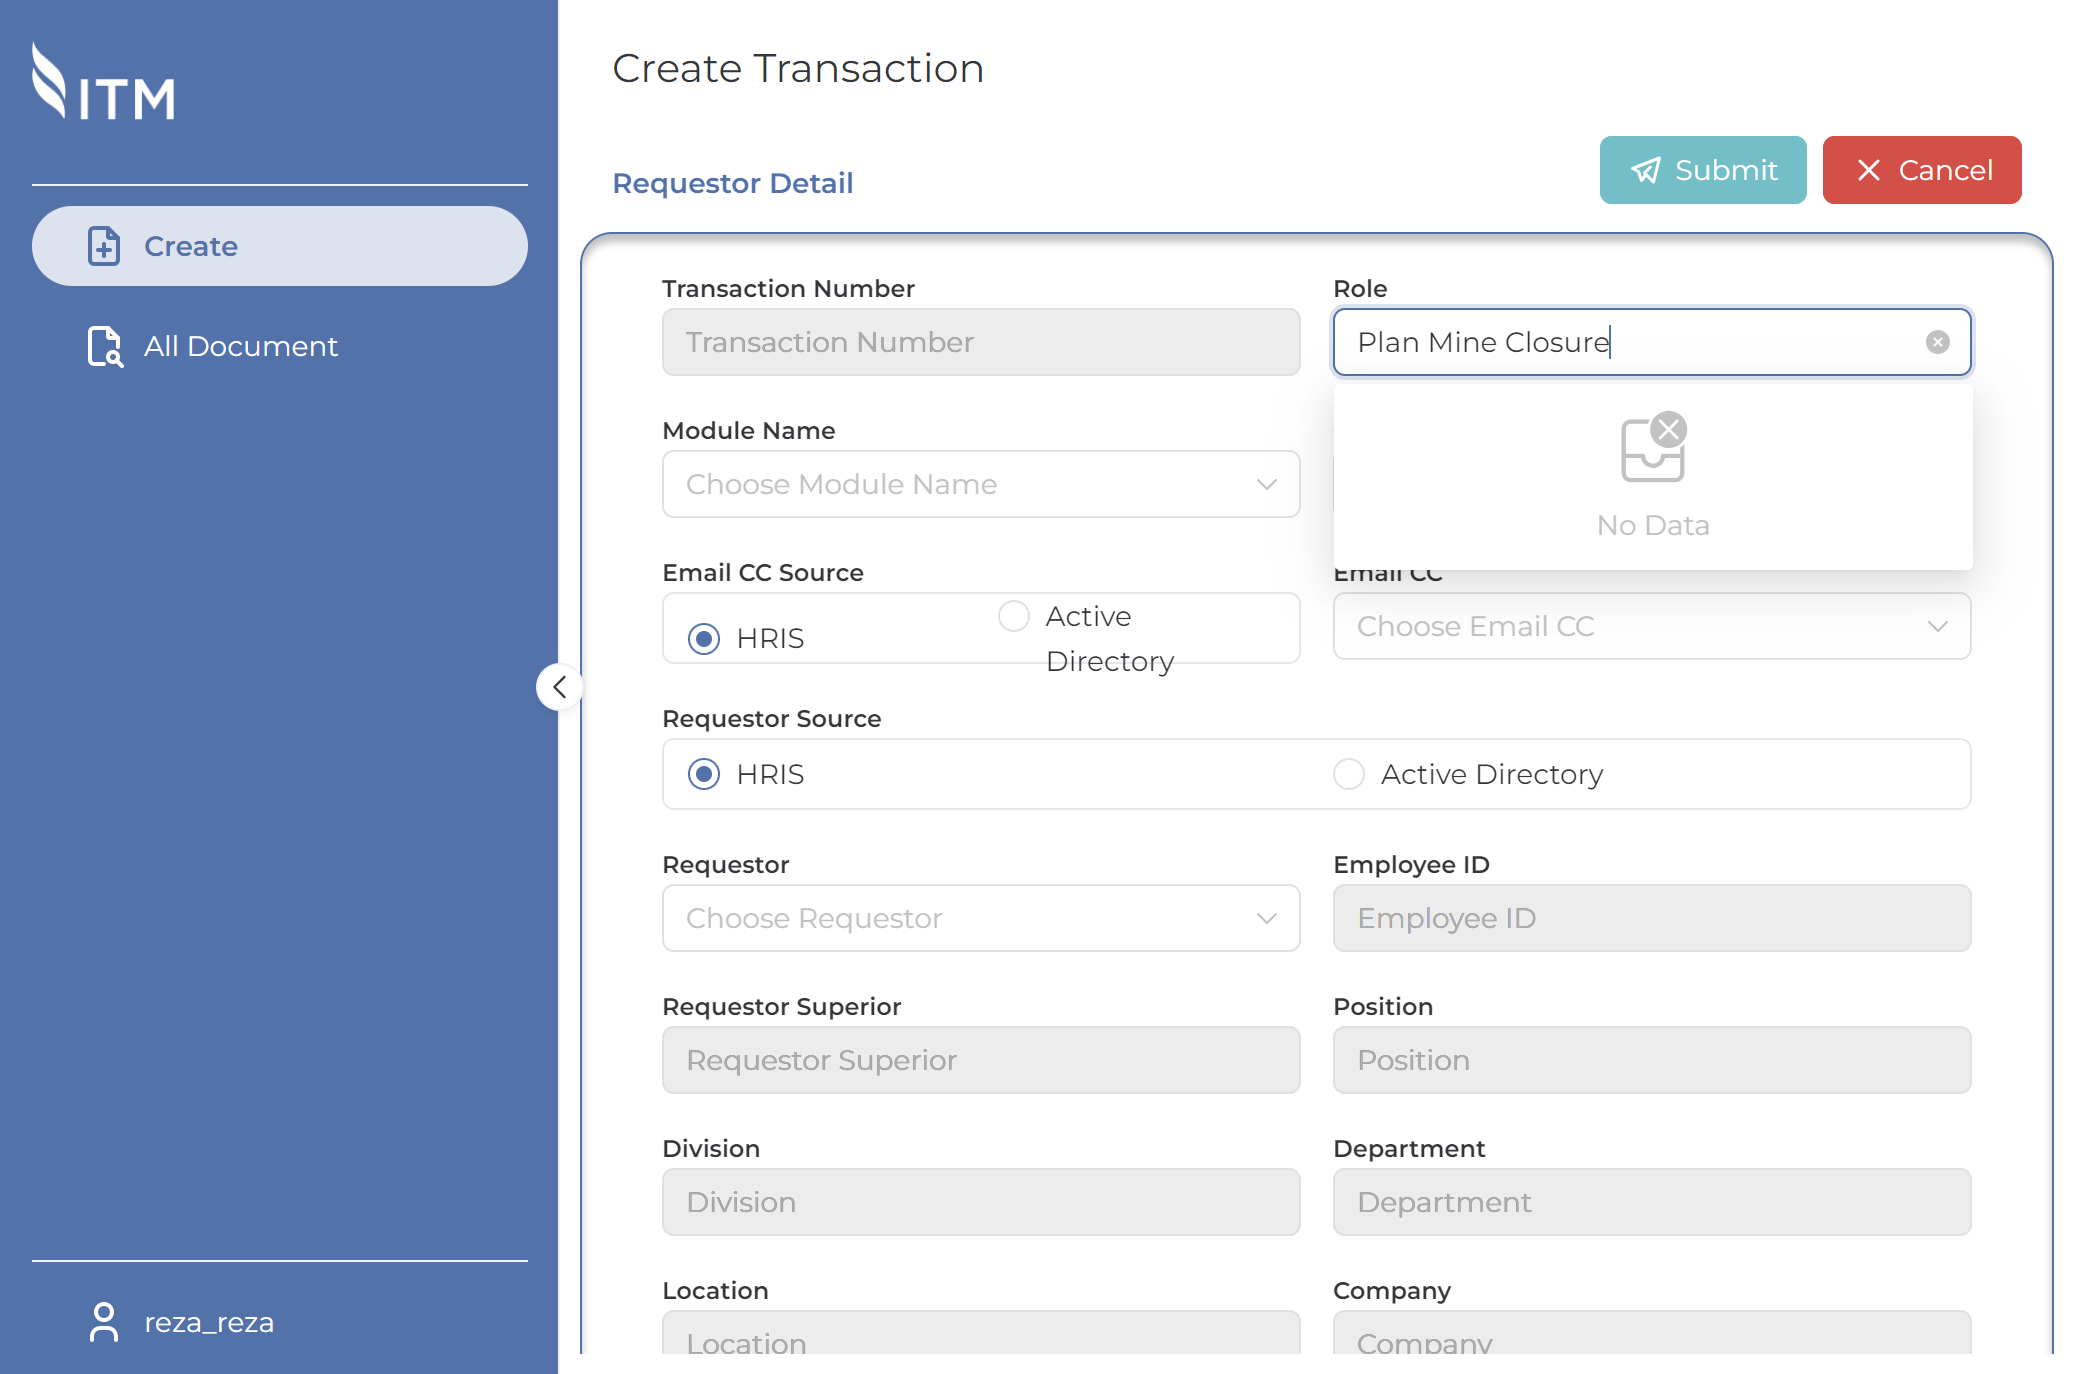 ITM
Create
All Document
reza_reza
Create Transaction
Requestor Detail
Submit
Cancel
Transaction Number
Transaction Number
Role
Plan Mine Closure
No Data
Module Name
Choose Module Name
Email CC Source
HRIS
Active
Directory
Email CC
Choose Email CC
Requestor Source
HRIS
Active Directory
Requestor
Choose Requestor
Employee ID
Employee ID
Requestor Superior
Requestor Superior
Position
Position
Division
Division
Department
Department
Location
Location
Company
Company